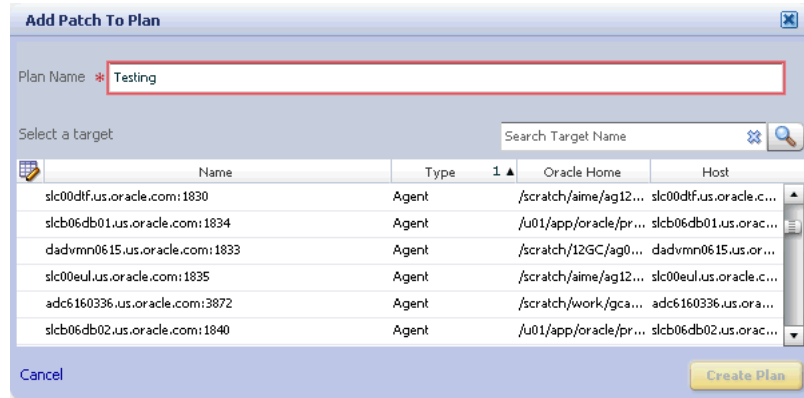 Add Patch To Plan
Plan Name * Testing
Select a target Search Target Name
Name Type 1 Oracle Home Host
slc00dtf.us.oracle.com:1830 Agent /scratch/aime/ag12... slc00dtf.us.oracle.c...
slcb06db01.us.oracle.com:1834 Agent /u01/app/oracle/pr... slcb06db01.us.orac...
dadvmn0615.us.oracle.com:1833 Agent /scratch/12GC/ag0... dadvmn0615.us.or...
slc00eul.us.oracle.com:1835 Agent /scratch/aime/ag12... slc00eul.us.oracle.c...
adc6160336.us.oracle.com:3872 Agent /scratch/work/gca... adc6160336.us.ora...
slcb06db02.us.oracle.com:1840 Agent /u01/app/oracle/pr... slcb06db02.us.orac...
Cancel Create Plan